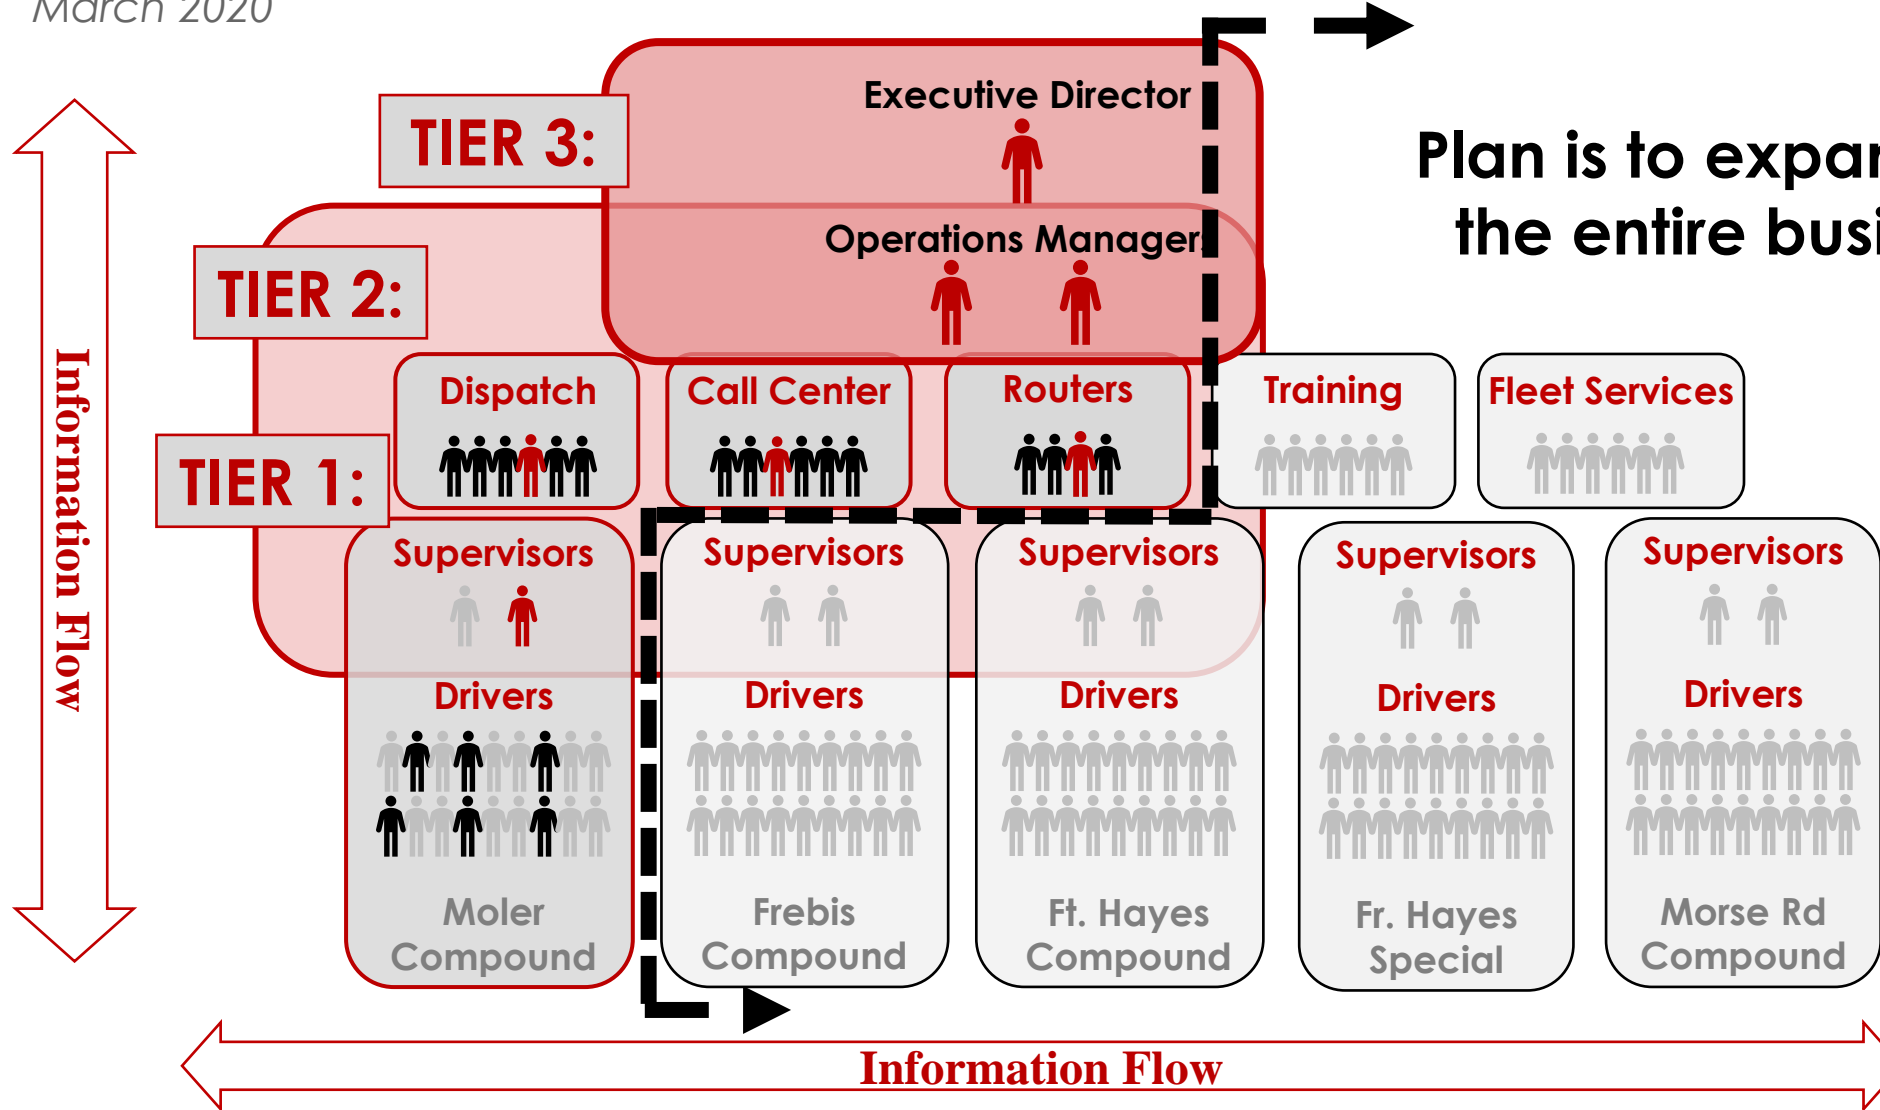 March 2020
Executive Director
TIER 3:
Plan is to expan
the entire busi
Operations Managers
TIER 2:
Information Flow
Dispatch
Call Center
Routers
Training
Fleet Services
TIER 1:
Supervisors
Supervisors
Supervisors
Supervisors
Supervisors
Drivers
Drivers
Drivers
Drivers
Drivers
Moler
Compound
Frebis
Compound
Ft. Hayes
Compound
Fr. Hayes
Special
Morse Rd
Compound
Information Flow